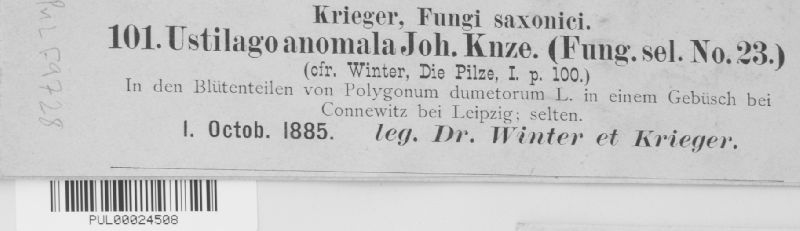 Krieger, Fungi saxonici.
101. Ustilago anomala Joh. Knze. (Fung. sel. No. 23.)
(cfr. Winter, Die Pilze, I. p. 100.)
In den Blütenteilen von Polygonum dumetorum L. in einem Gebüsch bei
Connewitz bei Leipzig; selten.
1. Octob. 1885. leg. Dr. Winter et Krieger.
PUL F9728
PUL00024508